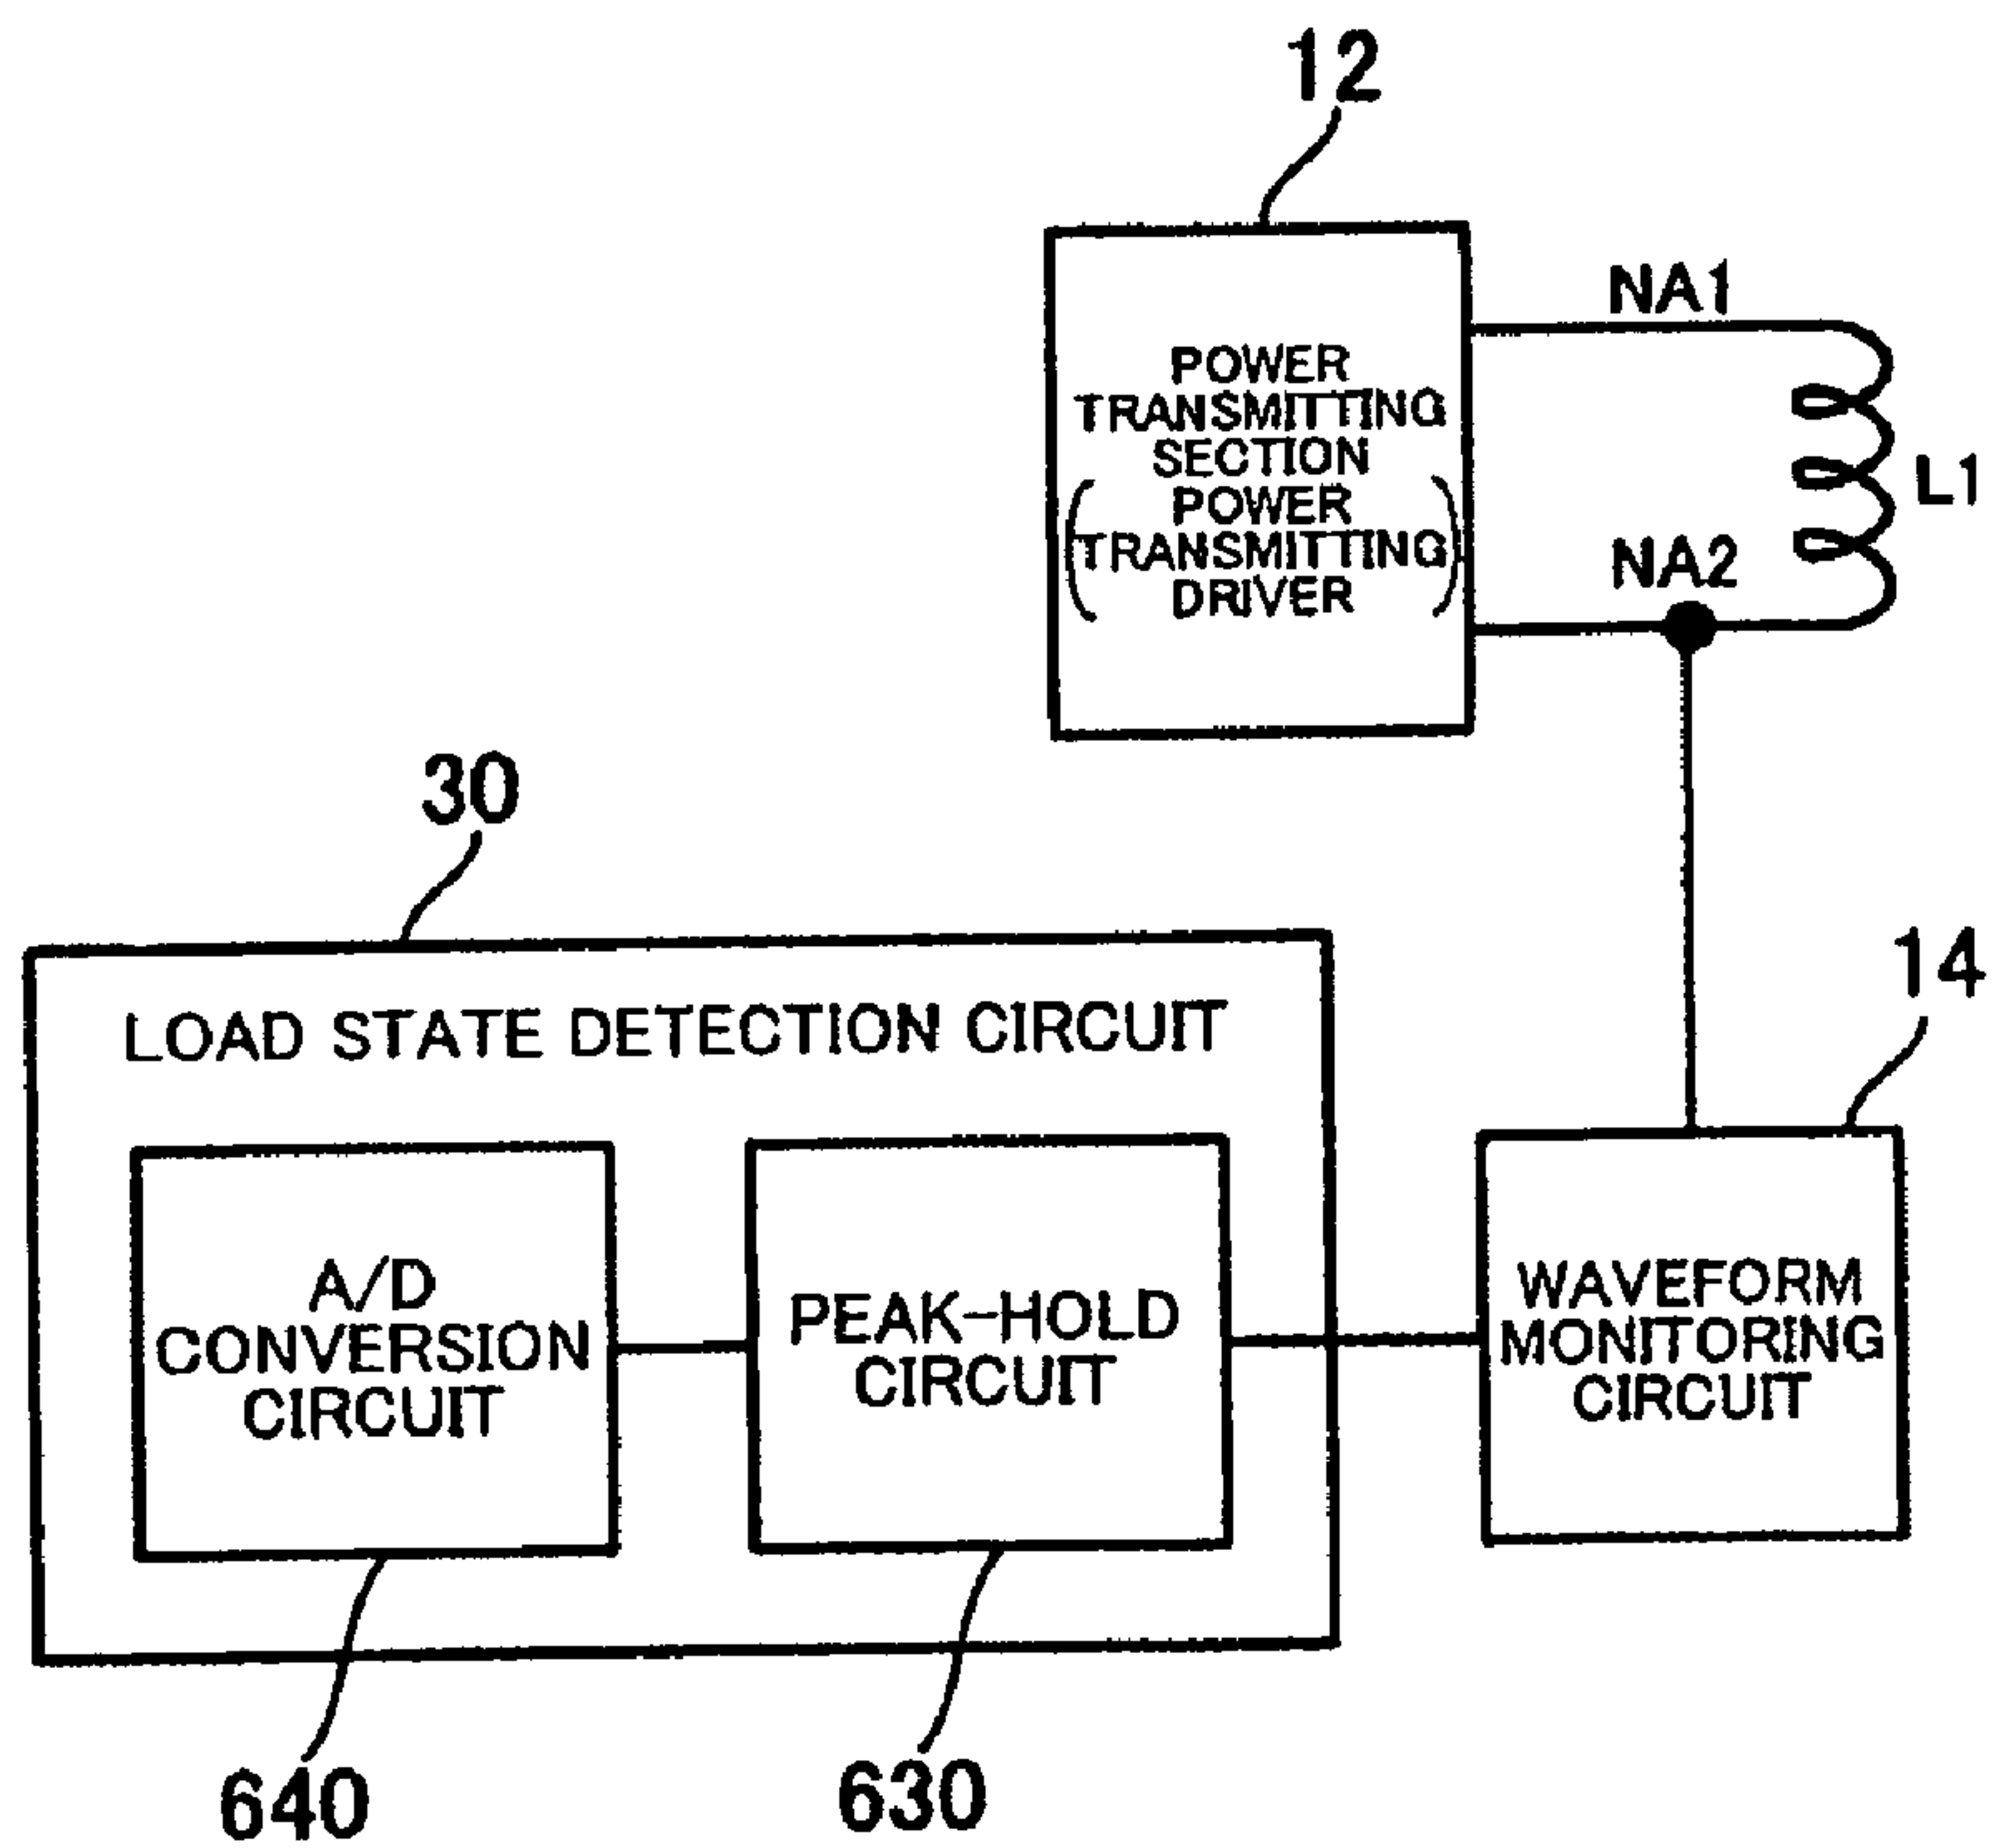 12
NA1
POWER
TRANSMITTING
SECTION
(POWER
TRANSMITTING
DRIVER)
L1
NA2
30
14
LOAD STATE DETECTION CIRCUIT
A/D
CONVERSION
CIRCUIT
PEAK-HOLD
CIRCUIT
WAVEFORM
MONITORING
CIRCUIT
640
630